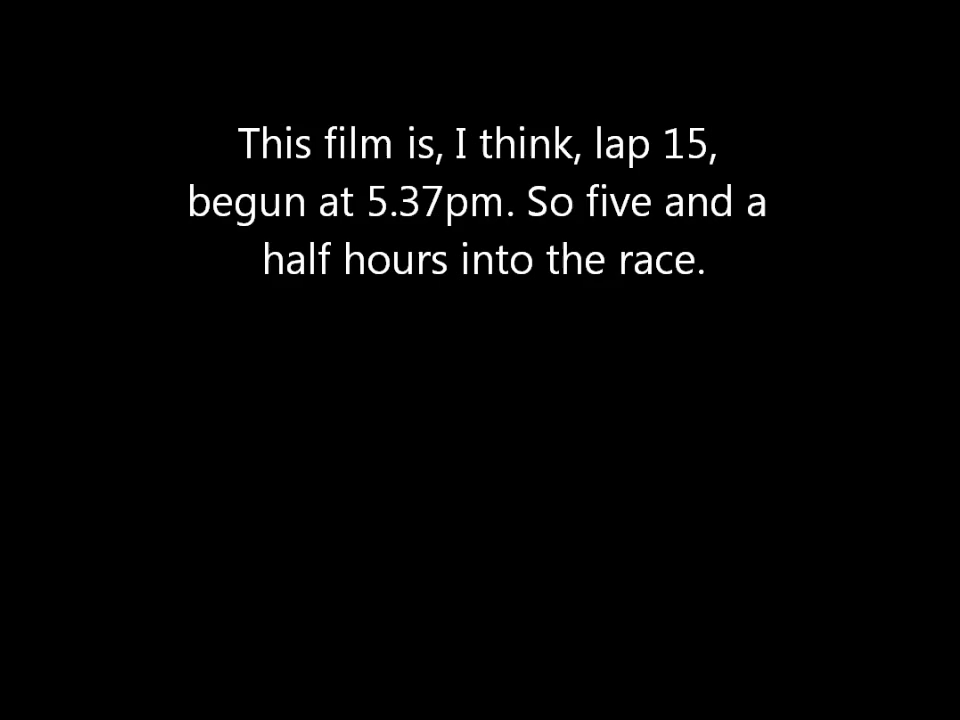 This film is, I think, lap 15,
begun at 5.37pm. So five and a
half hours into the race.